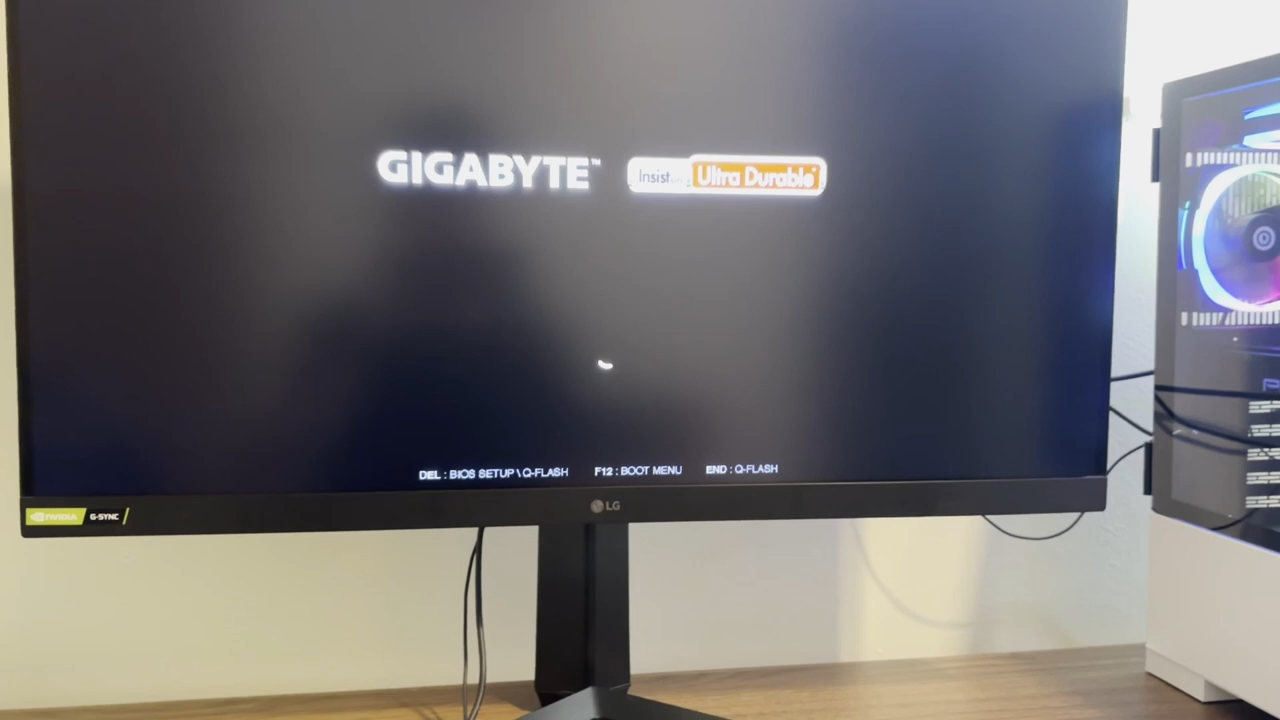 GIGABYTE™ Insist Ultra Durable™
DEL : BIOS SETUP \ Q-FLASH F12 : BOOT MENU END : Q-FLASH
NVIDIA G-SYNC
LG